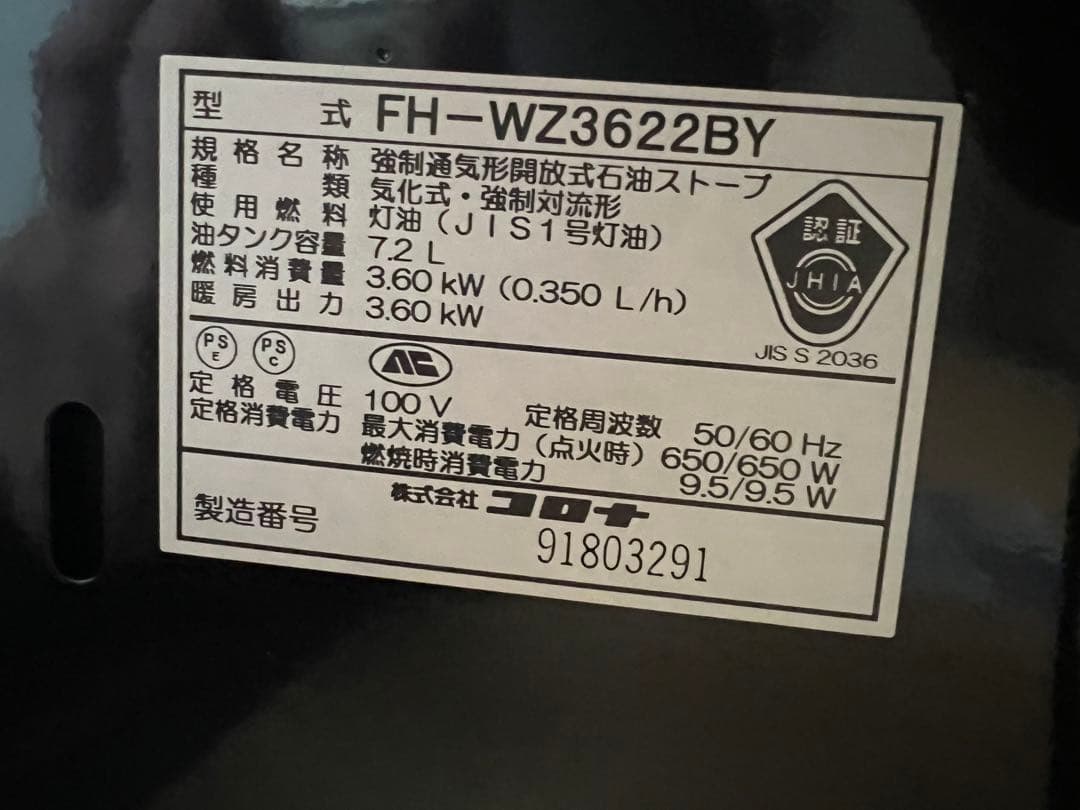 型式 FH-WZ3622BY
規格名称 強制通気形開放式石油ストーブ
種類 気化式・強制対流形
使用燃料 灯油(JIS1号灯油)
油タンク容量 7.2 L
燃料消費量 3.60 kW (0.350 L/h)
暖房出力 3.60 kW
認証
JHIA
JIS S 2036
PS E PS C
定格電圧 100 V 定格周波数 50/60 Hz
定格消費電力 最大消費電力(点火時) 650/650 W
燃焼時消費電力 9.5/9.5 W
株式会社 コロナ
製造番号 91803291